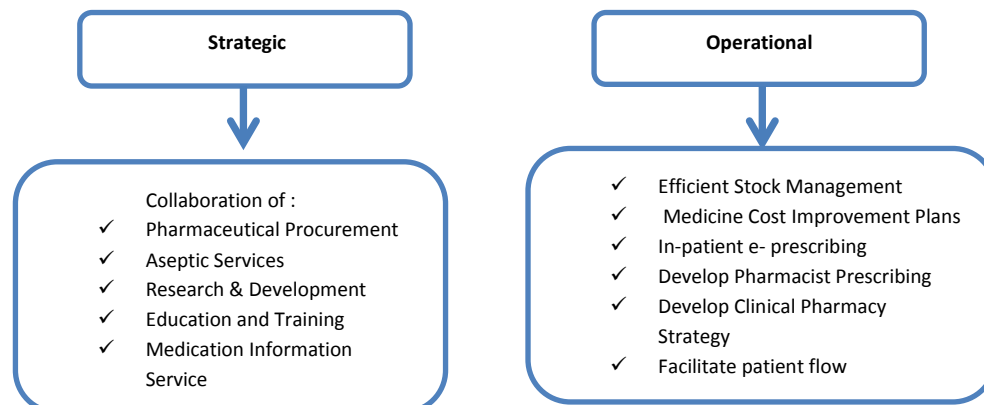 Strategic
Operational
Collaboration of :
✓ Pharmaceutical Procurement
✓ Aseptic Services
✓ Research & Development
✓ Education and Training
✓ Medication Information
Service
✓ Efficient Stock Management
✓ Medicine Cost Improvement Plans
✓ In-patient e- prescribing
✓ Develop Pharmacist Prescribing
✓ Develop Clinical Pharmacy
Strategy
✓ Facilitate patient flow